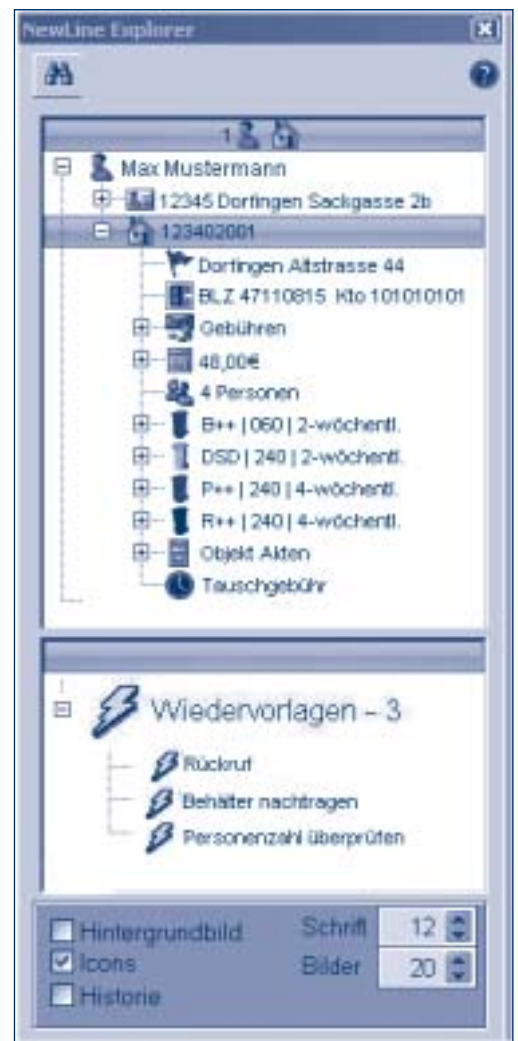 NewLine Explorer
1
Max Mustermann
12345 Dorfingen Sackgasse 2b
123402001
Dorfingen Altstrasse 44
BLZ 47110815 Kto 101010101
Gebühren
48,00€
4 Personen
B++ | 060 | 2-wöchentl.
DSD | 240 | 2-wöchentl.
P++ | 240 | 4-wöchentl.
R++ | 240 | 4-wöchentl.
Objekt Akten
Tauschgebühr
Wiedervorlagen – 3
Rückruf
Behälter nachtragen
Personenzahl überprüfen
Hintergrundbild Schrift 12
Icons Bilder 20
Historie